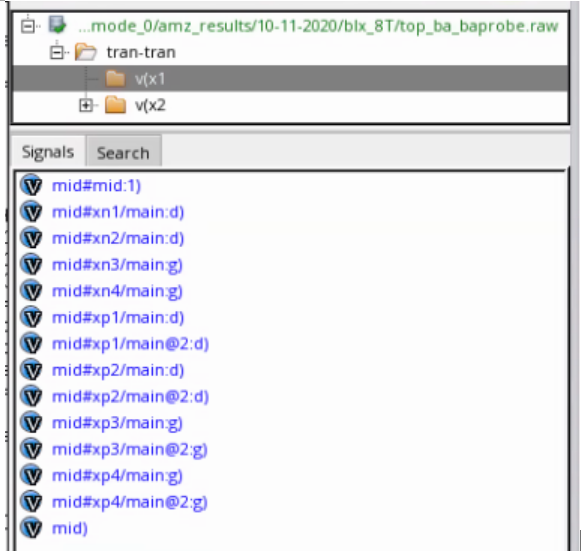 ...mode_0/amz_results/10-11-2020/blx_8T/top_ba_baprobe.raw
tran-tran
v(x1
v(x2
Signals Search
mid#mid:1)
mid#xn1/main:d)
mid#xn2/main:d)
mid#xn3/main:g)
mid#xn4/main:g)
mid#xp1/main:d)
mid#xp1/main@2:d)
mid#xp2/main:d)
mid#xp2/main@2:d)
mid#xp3/main:g)
mid#xp3/main@2:g)
mid#xp4/main:g)
mid#xp4/main@2:g)
mid)